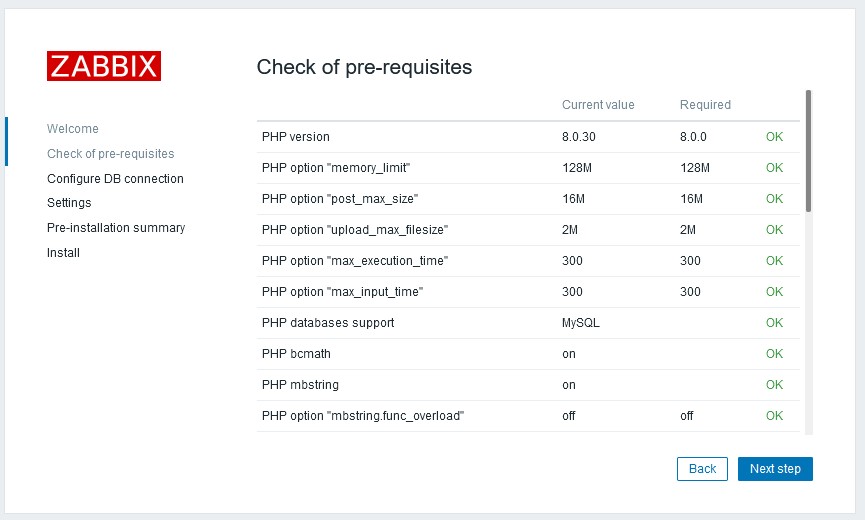 ZABBIX
Welcome
Check of pre-requisites
Configure DB connection
Settings
Pre-installation summary
Install
Check of pre-requisites
Current value Required
PHP version 8.0.30 8.0.0 OK
PHP option "memory_limit" 128M 128M OK
PHP option "post_max_size" 16M 16M OK
PHP option "upload_max_filesize" 2M 2M OK
PHP option "max_execution_time" 300 300 OK
PHP option "max_input_time" 300 300 OK
PHP databases support MySQL OK
PHP bcmath on OK
PHP mbstring on OK
PHP option "mbstring.func_overload" off off OK
Back Next step